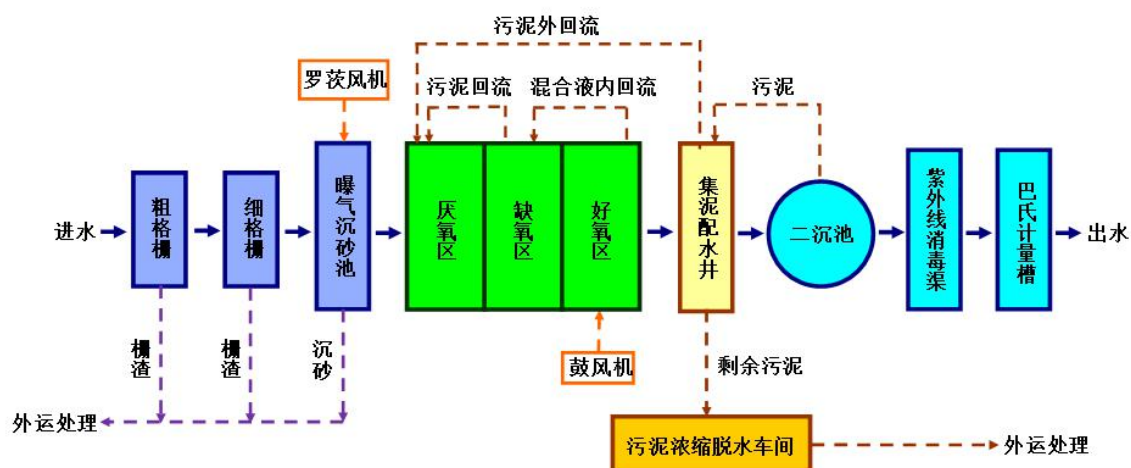 污泥外回流
罗茨风机
污泥回流
混合液内回流
污泥
进水
粗格栅
细格栅
曝气沉砂池
厌氧区
缺氧区
好氧区
集泥配水井
二沉池
紫外线消毒渠
巴氏计量槽
出水
栅渣
栅渣
沉砂
鼓风机
剩余污泥
外运处理
污泥浓缩脱水车间
外运处理